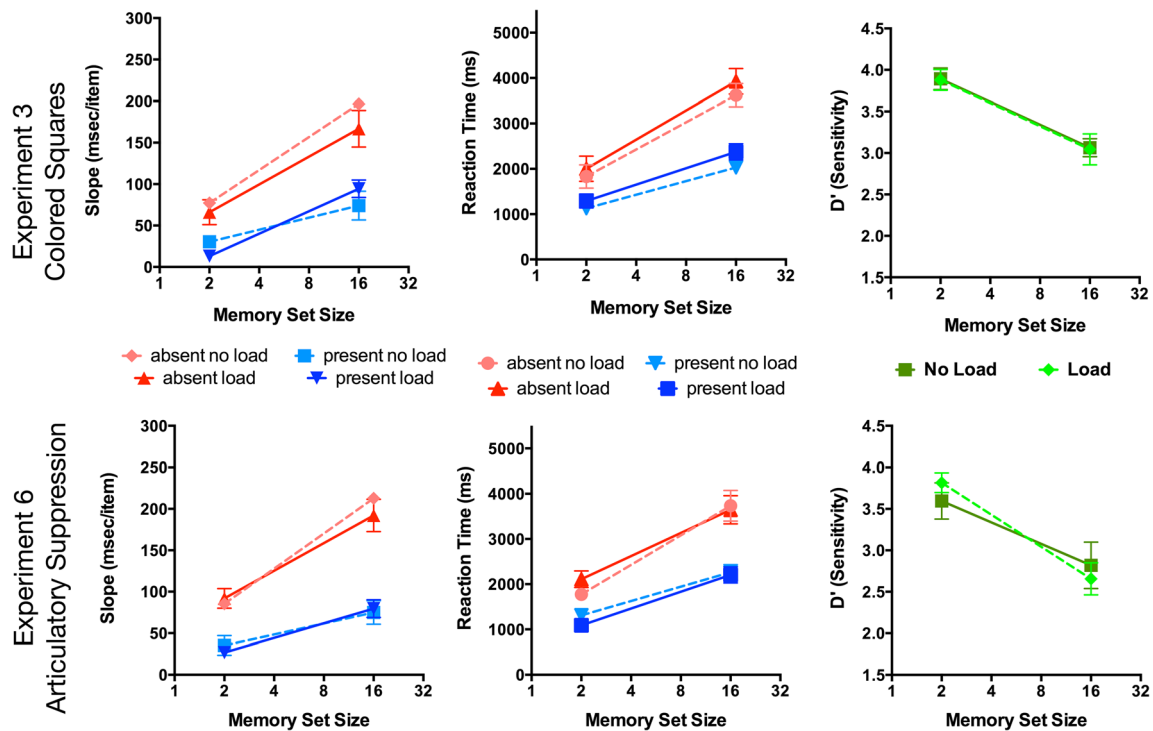 Experiment 3
Colored Squares
Slope (msec/item)
300
250
200
150
100
50
0
1 2 4 8 16 32
Memory Set Size
Reaction Time (ms)
5000
4000
3000
2000
1000
1 2 4 8 16 32
Memory Set Size
D' (Sensitivity)
4.5
4.0
3.5
3.0
2.5
2.0
1.5
1 2 4 8 16 32
Memory Set Size
absent no load present no load
absent load present load
absent no load present no load
absent load present load
No Load Load
Experiment 6
Articulatory Suppression
Slope (msec/item)
300
250
200
150
100
50
0
1 2 4 8 16 32
Memory Set Size
Reaction Time (ms)
5000
4000
3000
2000
1000
0
1 2 4 8 16 32
Memory Set Size
D' (Sensitivity)
4.5
4.0
3.5
3.0
2.5
2.0
1.5
1 2 4 8 16 32
Memory Set Size